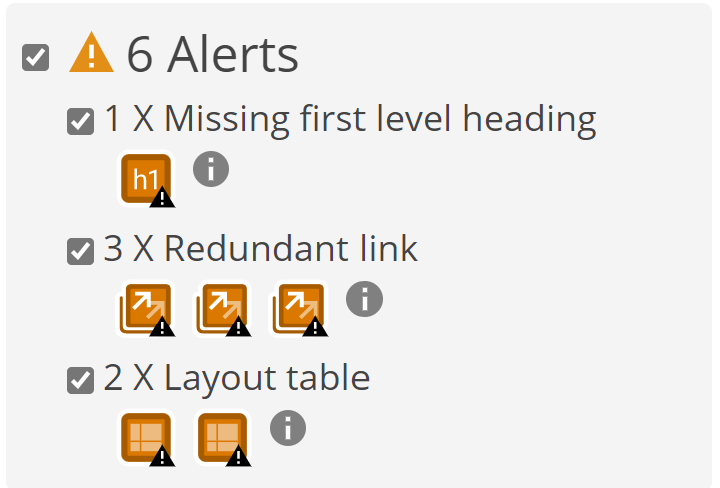 6 Alerts
1 X Missing first level heading
h1
3 X Redundant link
2 X Layout table